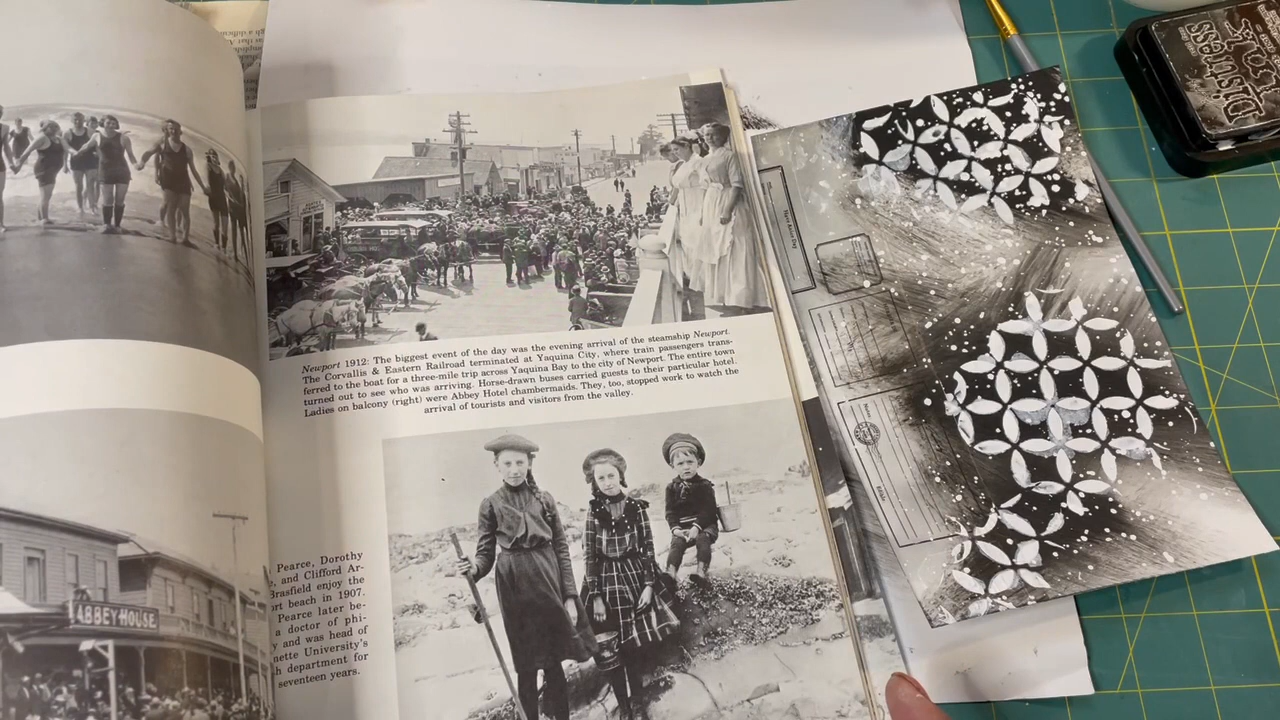 ABBEY HOUSE
Newport 1912: The biggest event of the day was the evening arrival of the steamship Newport.
The Corvallis & Eastern Railroad terminated at Yaquina City, where train passengers trans-
ferred to the boat for a three-mile trip across Yaquina Bay to the city of Newport. The entire town
turned out to see who was arriving. Horse-drawn buses carried guests to their particular hotel.
Ladies on balcony (right) were Abbey Hotel chambermaids. They, too, stopped work to watch the
arrival of tourists and visitors from the valley.
Pearce, Dorothy
, and Clifford Ar-
Brasfield enjoy the
beach in 1907.
Pearce later be-
a doctor of phi-
and was head of
University's
department for
seventeen years.
DISTRESS
INK